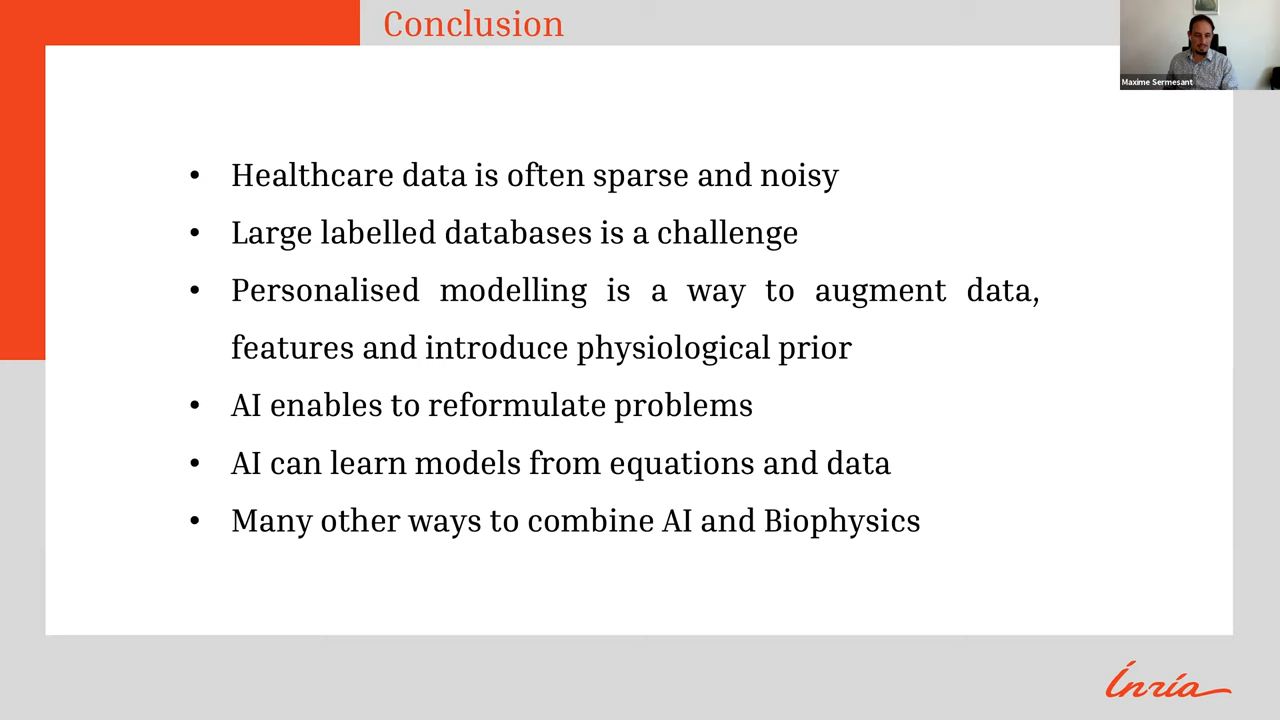 Conclusion
Maxime Sermesant
• Healthcare data is often sparse and noisy
• Large labelled databases is a challenge
• Personalised modelling is a way to augment data,
features and introduce physiological prior
• AI enables to reformulate problems
• AI can learn models from equations and data
• Many other ways to combine AI and Biophysics
Inría